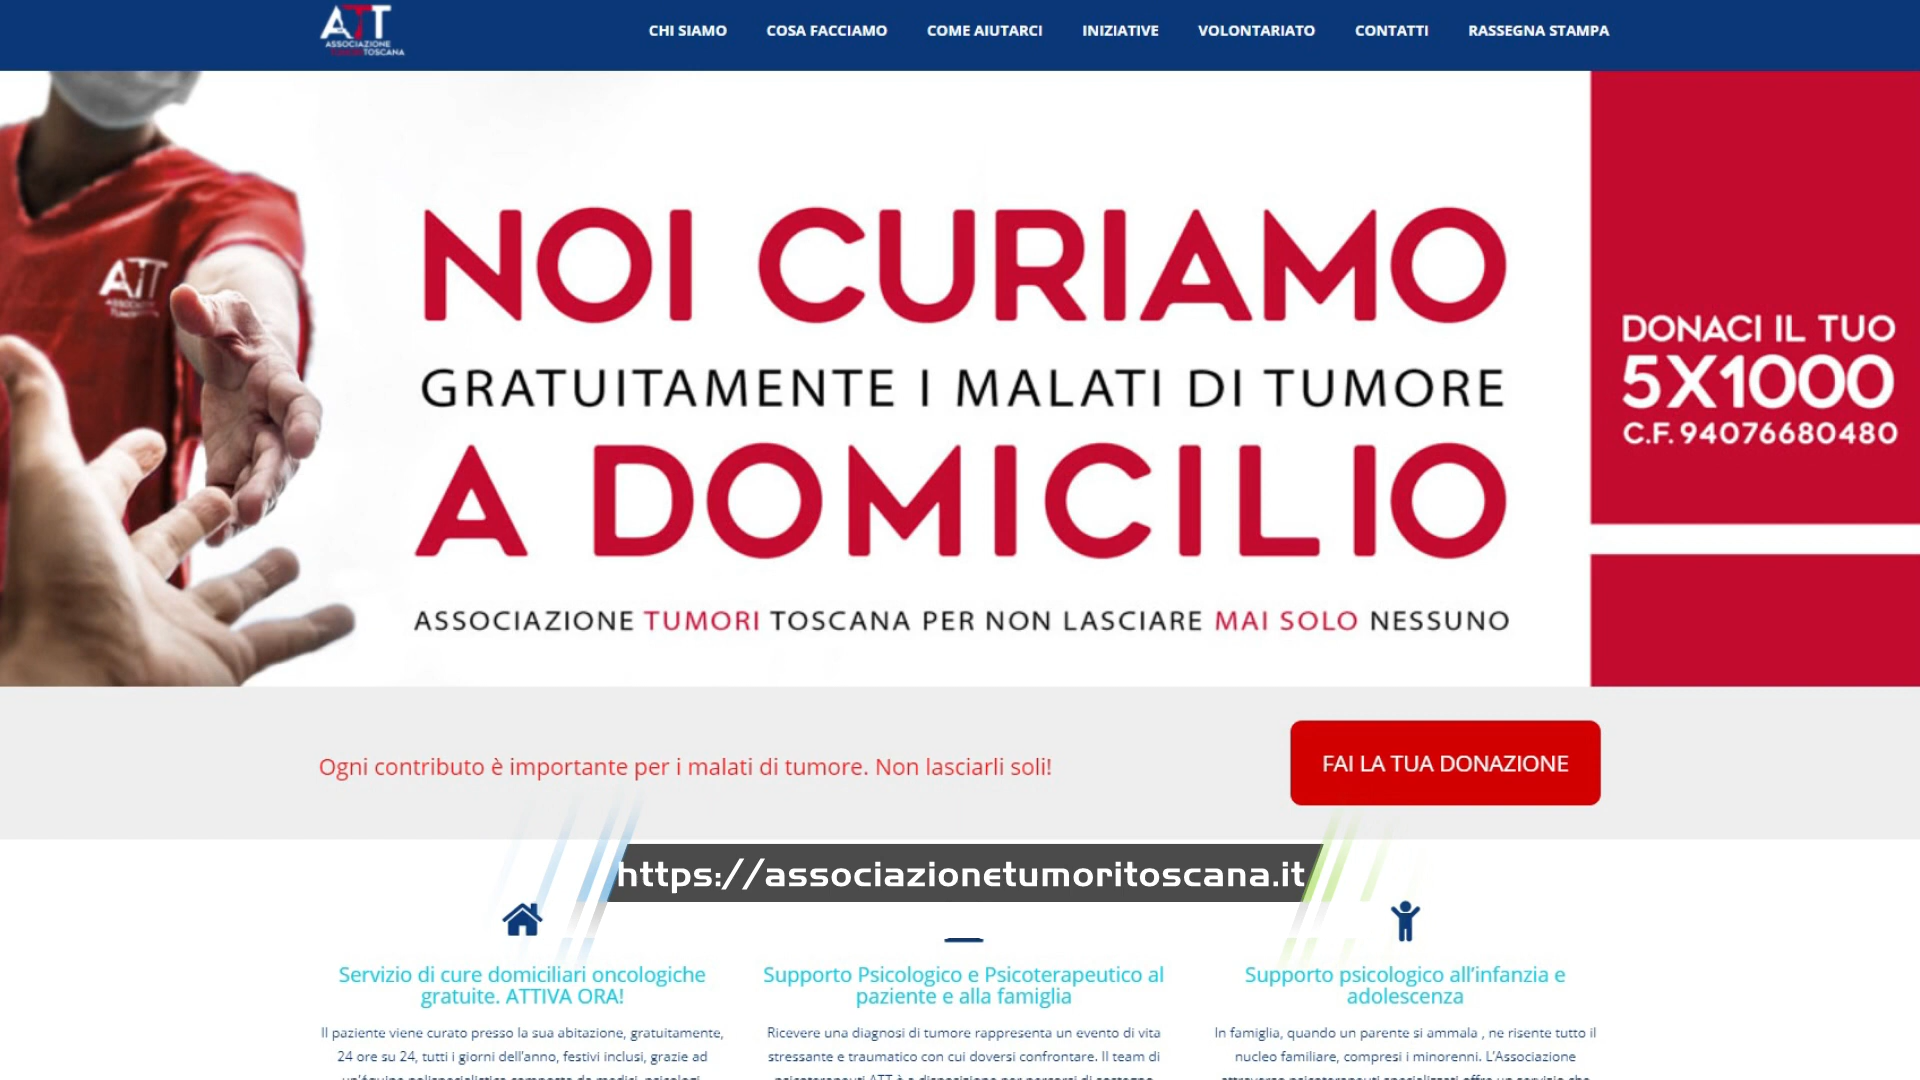 ATT
ASSOCIAZIONE
TUMORI TOSCANA
CHI SIAMO
COSA FACCIAMO
COME AIUTARCI
INIZIATIVE
VOLONTARIATO
CONTATTI
RASSEGNA STAMPA
ATT
NOI CURIAMO
GRATUITAMENTE I MALATI DI TUMORE
A DOMICILIO
ASSOCIAZIONE TUMORI TOSCANA PER NON LASCIARE MAI SOLO NESSUNO
DONACI IL TUO
5X1000
C.F. 94076680480
Ogni contributo è importante per i malati di tumore. Non lasciarli soli!
FAI LA TUA DONAZIONE
https://associazionetumoritoscana.it
Servizio di cure domiciliari oncologiche
gratuite. ATTIVA ORA!
Il paziente viene curato presso la sua abitazione, gratuitamente,
24 ore su 24, tutti i giorni dell'anno, festivi inclusi, grazie ad
Supporto Psicologico e Psicoterapeutico al
paziente e alla famiglia
Ricevere una diagnosi di tumore rappresenta un evento di vita
stressante e traumatico con cui doversi confrontare. Il team di
Supporto psicologico all'infanzia e
adolescenza
In famiglia, quando un parente si ammala , ne risente tutto il
nucleo familiare, compresi i minorenni. L'Associazione